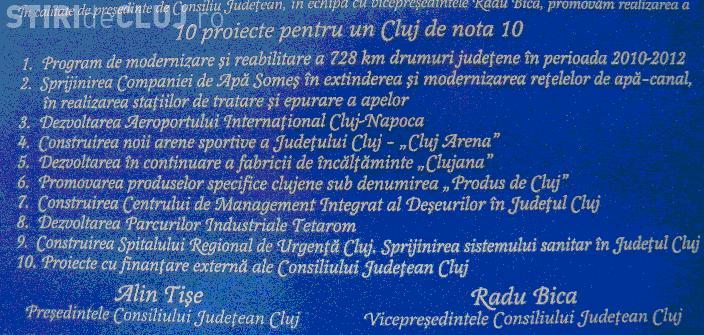 În calitate de președinte de Consiliu Județean, în echipă cu vicepreședintele Radu Bica, promovăm realizarea a
STIRIdeCLUJ.ro
10 proiecte pentru un Cluj de nota 10
1. Program de modernizare și reabilitare a 728 km drumuri județene în perioada 2010-2012
2. Sprijinirea Companiei de Apă Someș în extinderea și modernizarea rețelelor de apă-canal,
în realizarea stațiilor de tratare și epurare a apelor
3. Dezvoltarea Aeroportului Internațional Cluj-Napoca
4. Construirea noii arene sportive a Județului Cluj - „Cluj Arena”
5. Dezvoltarea în continuare a fabricii de încălțăminte „Clujana”
6. Promovarea produselor specifice clujene sub denumirea „Produs de Cluj”
7. Construirea Centrului de Management Integrat al Deșeurilor în Județul Cluj
8. Dezvoltarea Parcurilor Industriale Tetarom
9. Construirea Spitalului Regional de Urgență Cluj. Sprijinirea sistemului sanitar în Județul Cluj
10. Proiecte cu finanțare externă ale Consiliului Județean Cluj
Alin Tișe
Președintele Consiliului Județean Cluj
Radu Bica
Vicepreședintele Consiliului Județean Cluj